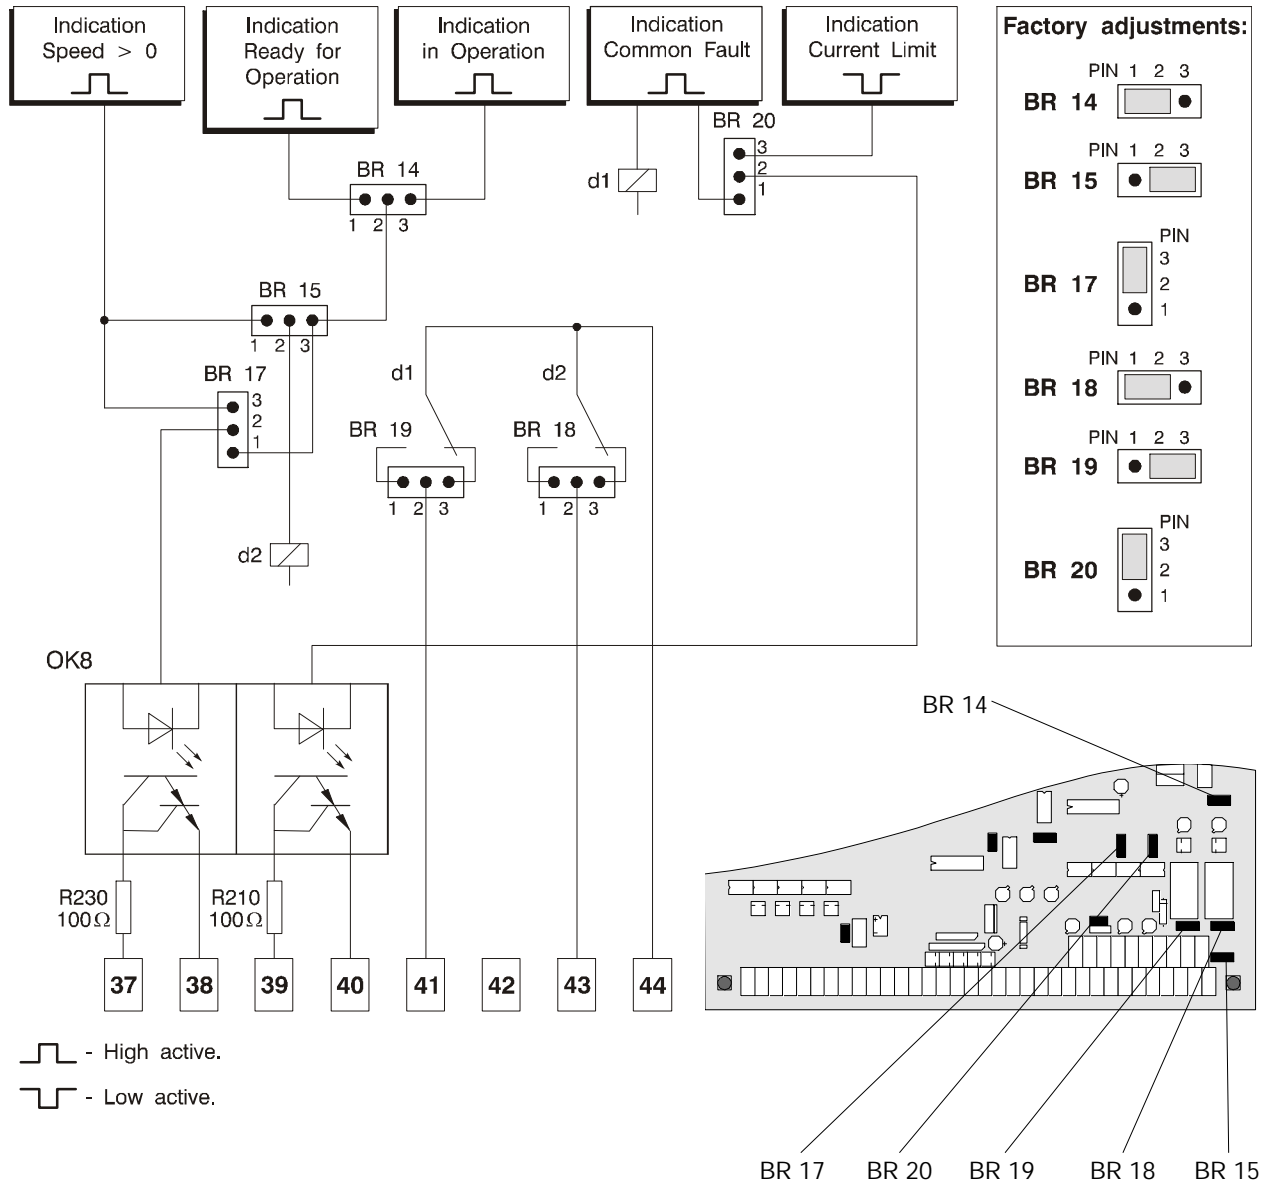 Indication
Speed > 0
Indication
Ready for
Operation
Indication
in Operation
Indication
Common Fault
Indication
Current Limit
BR 20
3
2
1
d1
BR 14
1 2 3
BR 15
1 2 3
BR 17
3
2
1
d1
d2
BR 19
BR 18
1 2 3
1 2 3
d2
OK8
R230
100Ω
R210
100Ω
37
38
39
40
41
42
43
44
- High active.
- Low active.
Factory adjustments:
PIN 1 2 3
BR 14
PIN 1 2 3
BR 15
PIN
3
BR 17
2
1
PIN 1 2 3
BR 18
PIN 1 2 3
BR 19
PIN
3
BR 20
2
1
BR 14
BR 17
BR 20
BR 19
BR 18
BR 15